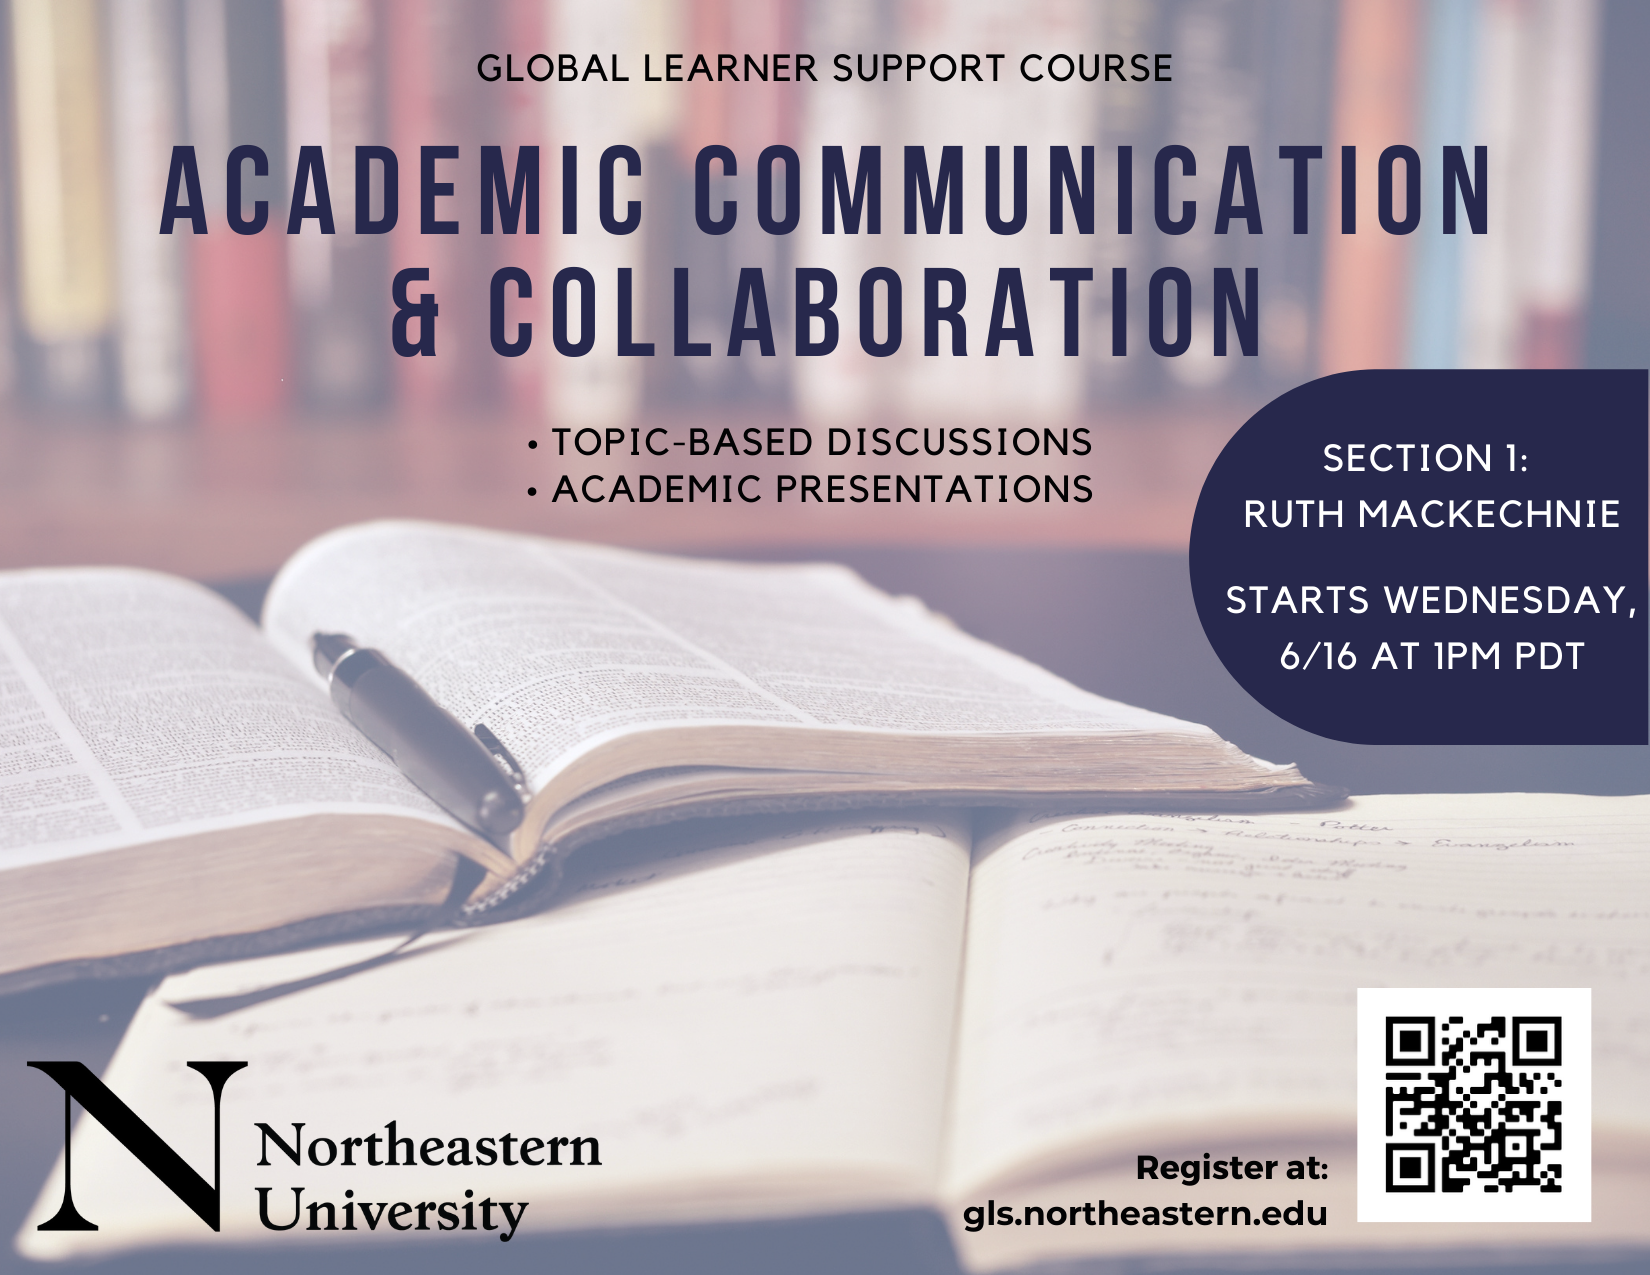 GLOBAL LEARNER SUPPORT COURSE
ACADEMIC COMMUNICATION
& COLLABORATION
• TOPIC-BASED DISCUSSIONS
• ACADEMIC PRESENTATIONS
SECTION 1:
RUTH MACKECHNIE
STARTS WEDNESDAY,
6/16 AT 1PM PDT
N
Northeastern
University
Register at:
gls.northeastern.edu